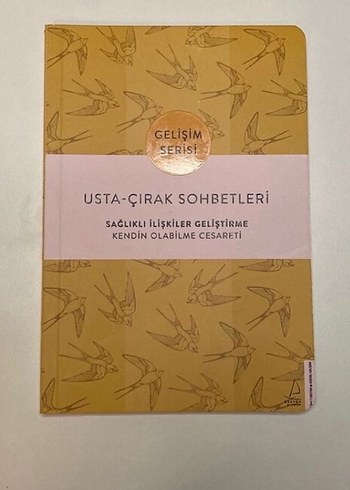 GELİŞİM
SERİSİ
USTA-ÇIRAK SOHBETLERİ
SAĞLIKLI İLİŞKİLER GELİŞTİRME
KENDİN OLABİLME CESARETİ